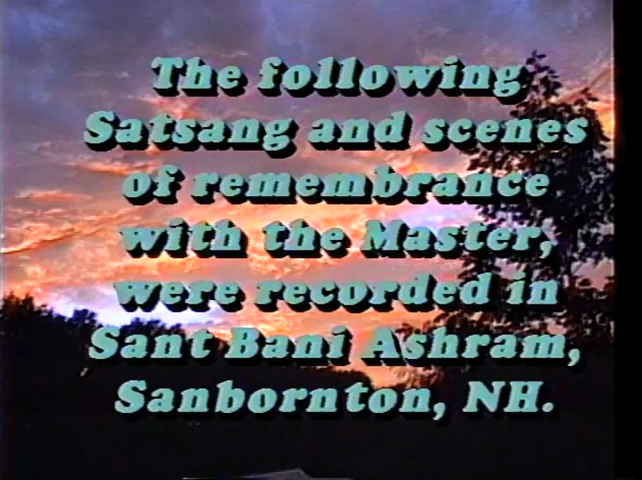 The following
Satsang and scenes
of remembrance
with the Master,
were recorded in
Sant Bani Ashram,
Sanbornton, NH.